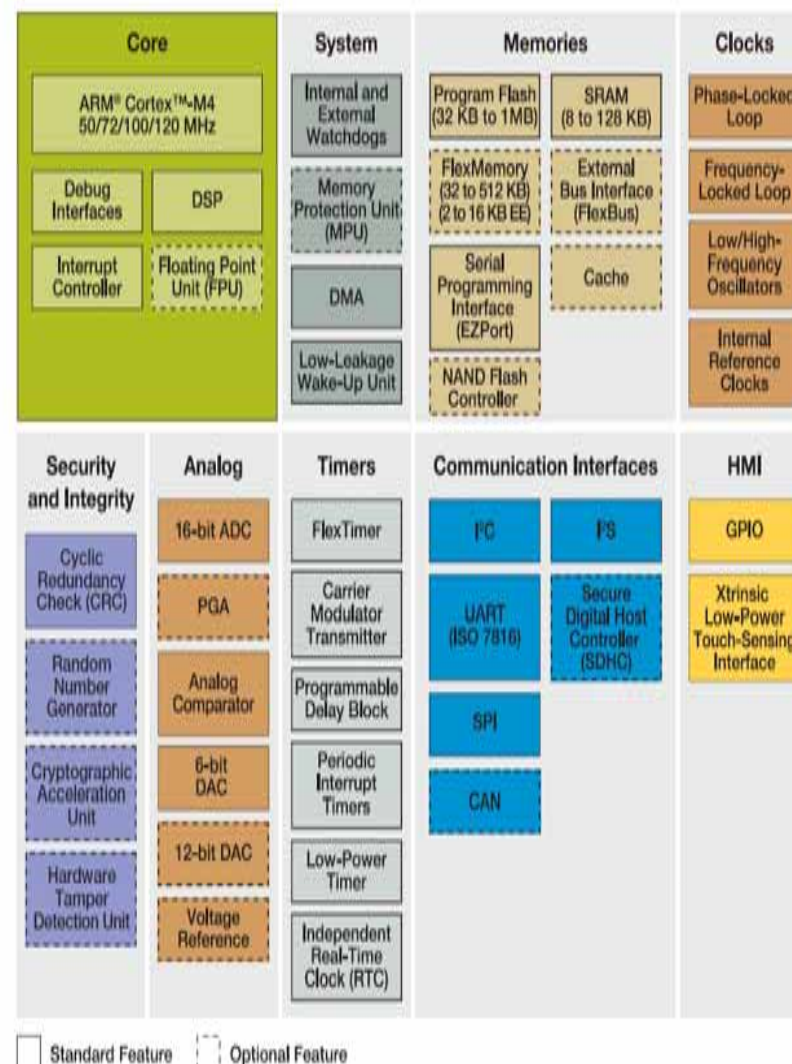 Core
ARM® Cortex™-M4
50/72/100/120 MHz
Debug
Interfaces
DSP
Interrupt
Controller
Floating Point
Unit (FPU)
System
Internal and
External
Watchdogs
Memory
Protection Unit
(MPU)
DMA
Low-Leakage
Wake-Up Unit
Memories
Program Flash
(32 KB to 1MB)
SRAM
(8 to 128 KB)
FlexMemory
(32 to 512 KB)
(2 to 16 KB EE)
External
Bus Interface
(FlexBus)
Serial
Programming
Interface
(EZPort)
Cache
NAND Flash
Controller
Clocks
Phase-Locked
Loop
Frequency-
Locked Loop
Low/High-
Frequency
Oscillators
Internal
Reference
Clocks
Security
and Integrity
Cyclic
Redundancy
Check (CRC)
Random
Number
Generator
Cryptographic
Acceleration
Unit
Hardware
Tamper
Detection Unit
Analog
16-bit ADC
PGA
Analog
Comparator
6-bit
DAC
12-bit DAC
Voltage
Reference
Timers
FlexTimer
Carrier
Modulator
Transmitter
Programmable
Delay Block
Periodic
Interrupt
Timers
Low-Power
Timer
Independent
Real-Time
Clock (RTC)
Communication Interfaces
I²C
I²S
UART
(ISO 7816)
Secure
Digital Host
Controller
(SDHC)
SPI
CAN
HMI
GPIO
Xtrinsic
Low-Power
Touch-Sensing
Interface
Standard Feature
Optional Feature